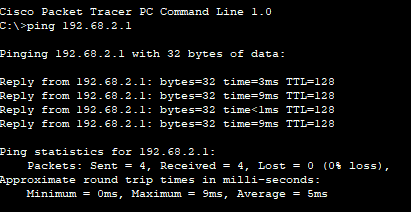 Cisco Packet Tracer PC Command Line 1.0
C:\>ping 192.68.2.1
Pinging 192.68.2.1 with 32 bytes of data:
Reply from 192.68.2.1: bytes=32 time=3ms TTL=128
Reply from 192.68.2.1: bytes=32 time=9ms TTL=128
Reply from 192.68.2.1: bytes=32 time<1ms TTL=128
Reply from 192.68.2.1: bytes=32 time=9ms TTL=128
Ping statistics for 192.68.2.1:
Packets: Sent = 4, Received = 4, Lost = 0 (0% loss),
Approximate round trip times in milli-seconds:
Minimum = 0ms, Maximum = 9ms, Average = 5ms